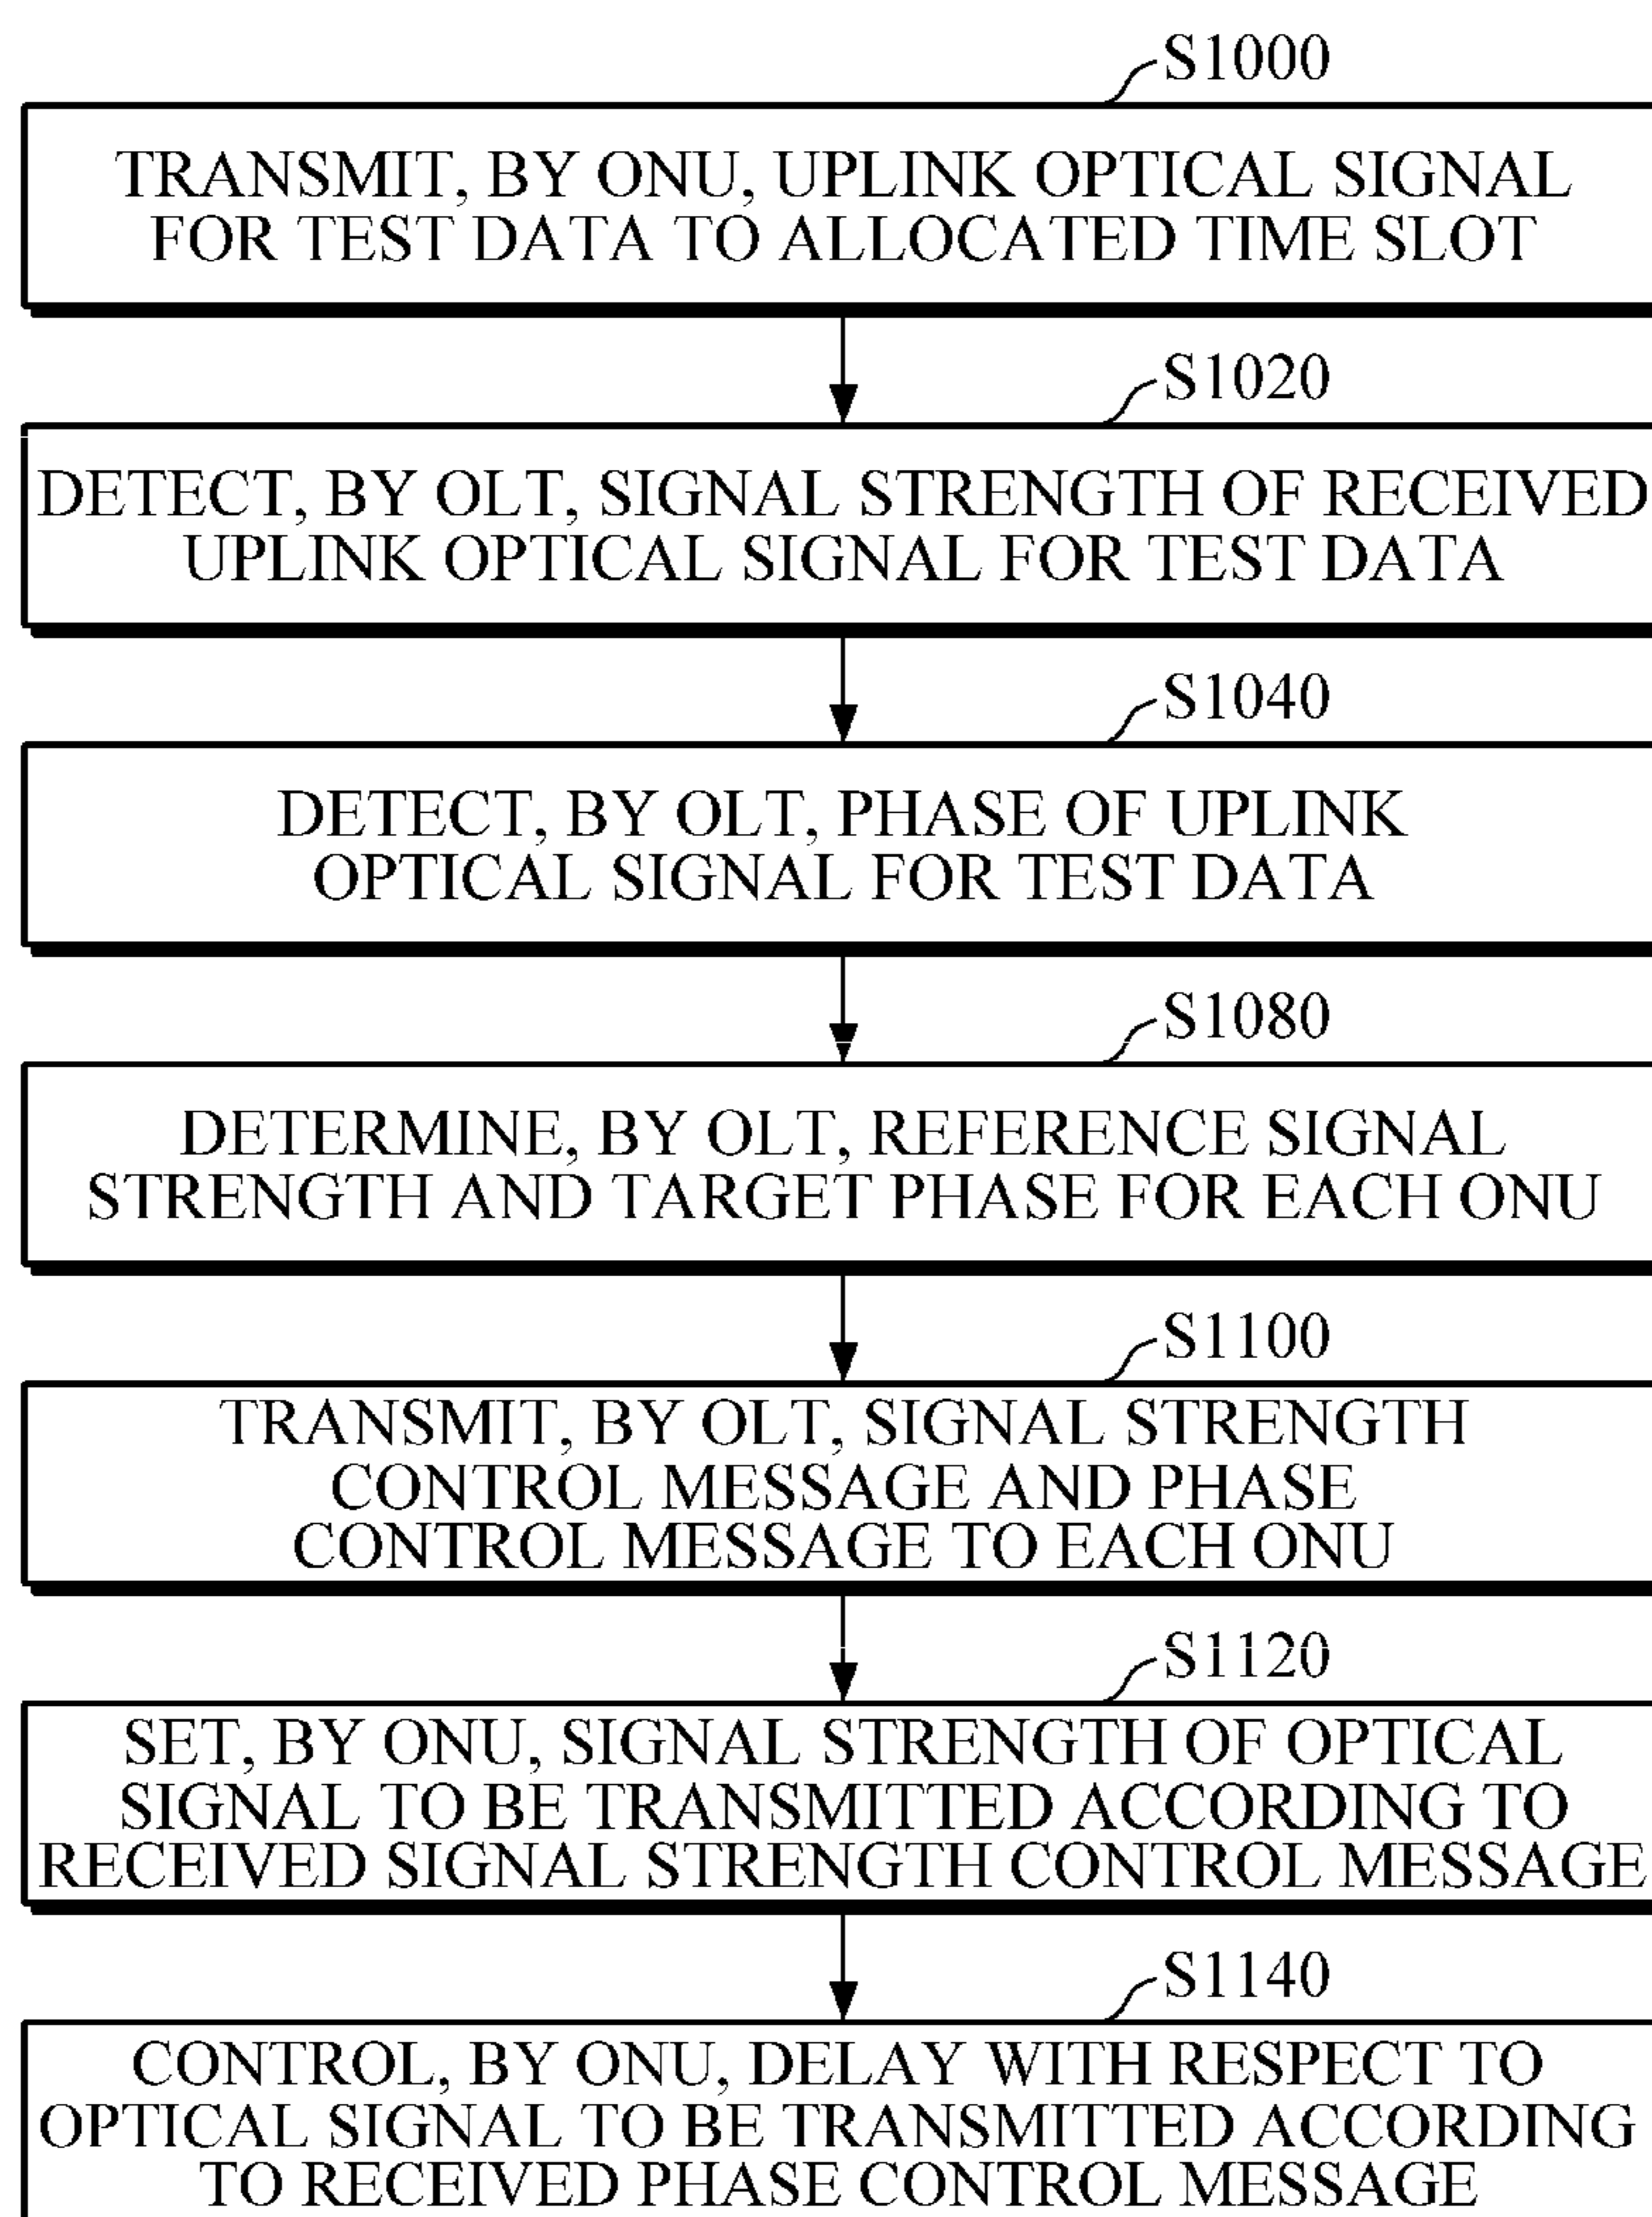 S1000
TRANSMIT, BY ONU, UPLINK OPTICAL SIGNAL
FOR TEST DATA TO ALLOCATED TIME SLOT
S1020
DETECT, BY OLT, SIGNAL STRENGTH OF RECEIVED
UPLINK OPTICAL SIGNAL FOR TEST DATA
S1040
DETECT, BY OLT, PHASE OF UPLINK
OPTICAL SIGNAL FOR TEST DATA
S1080
DETERMINE, BY OLT, REFERENCE SIGNAL
STRENGTH AND TARGET PHASE FOR EACH ONU
S1100
TRANSMIT, BY OLT, SIGNAL STRENGTH
CONTROL MESSAGE AND PHASE
CONTROL MESSAGE TO EACH ONU
S1120
SET, BY ONU, SIGNAL STRENGTH OF OPTICAL
SIGNAL TO BE TRANSMITTED ACCORDING TO
RECEIVED SIGNAL STRENGTH CONTROL MESSAGE
S1140
CONTROL, BY ONU, DELAY WITH RESPECT TO
OPTICAL SIGNAL TO BE TRANSMITTED ACCORDING
TO RECEIVED PHASE CONTROL MESSAGE